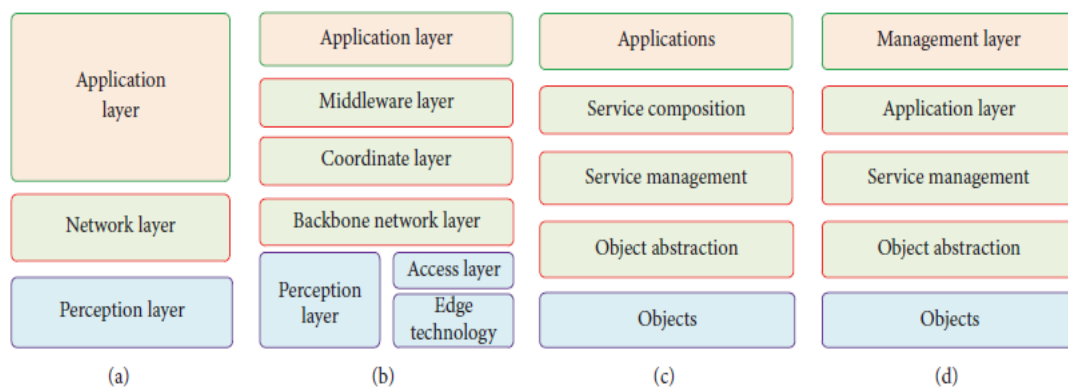 Application
layer
Network layer
Perception layer
(a)
Application layer
Middleware layer
Coordinate layer
Backbone network layer
Perception
layer
Access layer
Edge
technology
(b)
Applications
Service composition
Service management
Object abstraction
Objects
(c)
Management layer
Application layer
Service management
Object abstraction
Objects
(d)